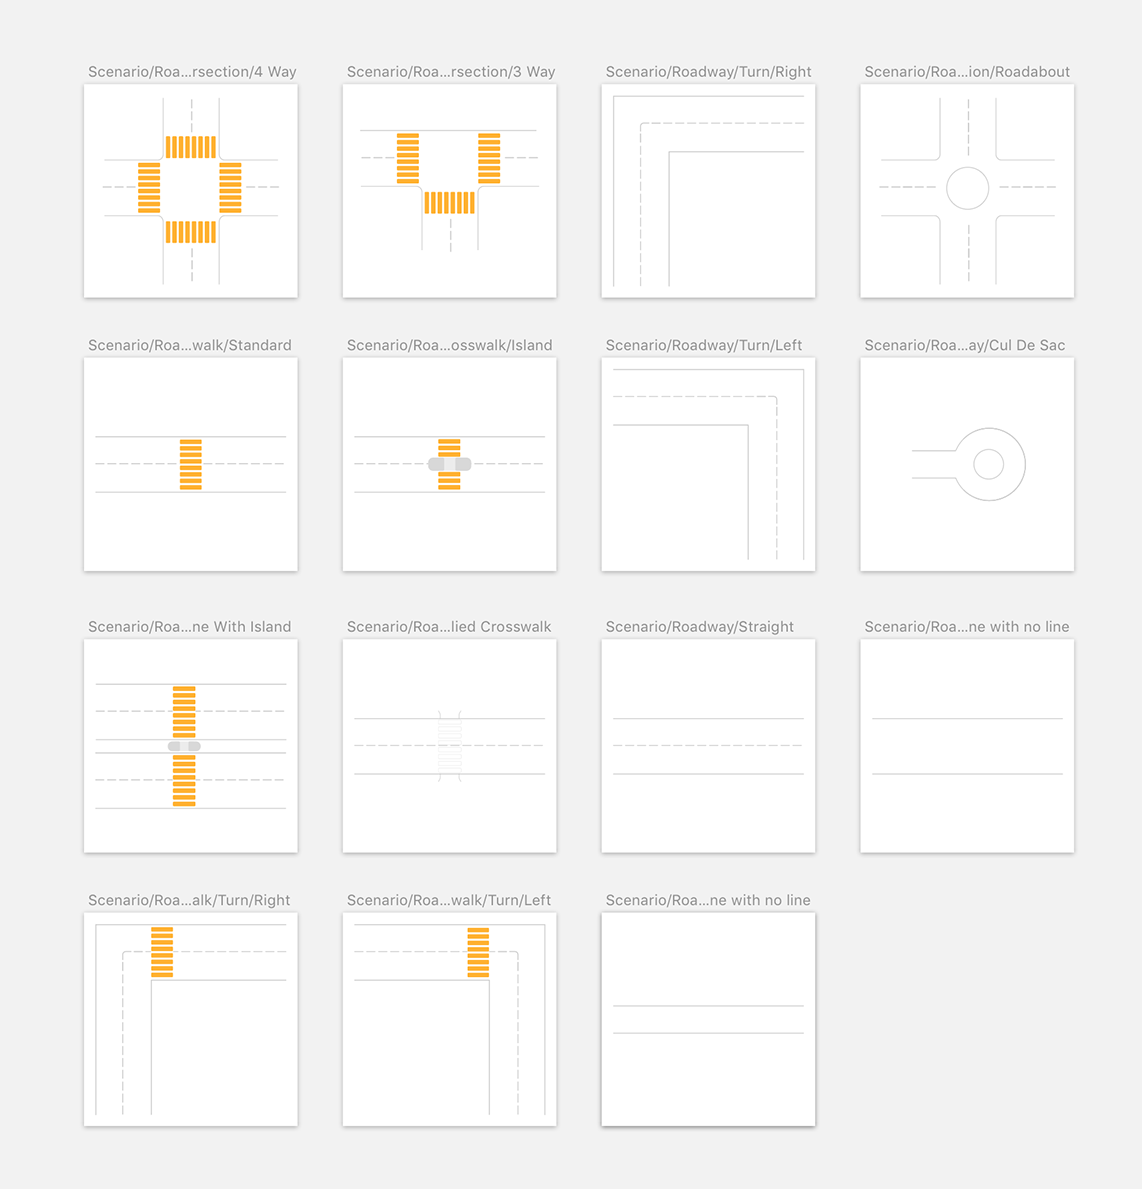 Scenario/Roa...rsection/4 Way
Scenario/Roa...rsection/3 Way
Scenario/Roadway/Turn/Right
Scenario/Roa...ion/Roadabout
Scenario/Roa...walk/Standard
Scenario/Roa...osswalk/Island
Scenario/Roadway/Turn/Left
Scenario/Roa...ay/Cul De Sac
Scenario/Roa...ne With Island
Scenario/Roa...lied Crosswalk
Scenario/Roadway/Straight
Scenario/Roa...ne with no line
Scenario/Roa...alk/Turn/Right
Scenario/Roa...walk/Turn/Left
Scenario/Roa...ne with no line